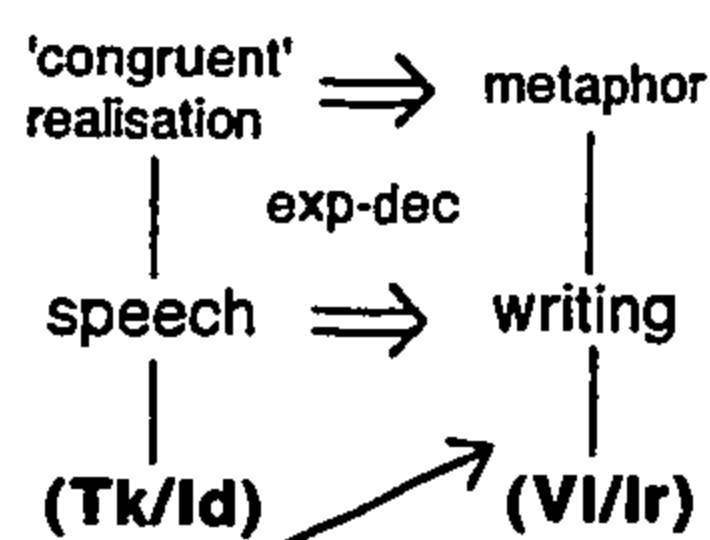 'congruent'
realisation
metaphor
exp-dec
speech
writing
(Tk/Id)
(Vl/Ir)